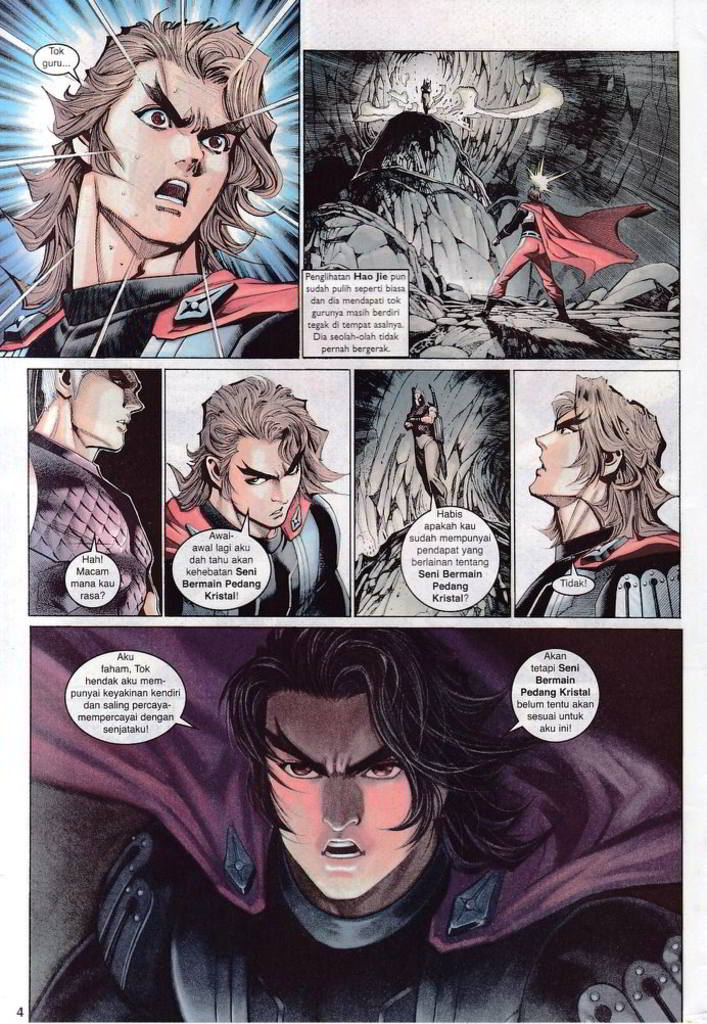 Tok
guru...
Penglihatan Hao Jie pun
sudah pulih seperti biasa
dan dia mendapati tok
gurunya masih berdiri
tegak di tempat asalnya.
Dia seolah-olah tidak
pernah bergerak.
Hah!
Macam
mana kau
rasa?
Awal-
awal lagi aku
dah tahu akan
kehebatan Seni
Bermain Pedang
Kristal!
Habis
apakah kau
sudah mempunyai
pendapat yang
berlainan tentang
Seni Bermain
Pedang
Kristal?
Tidak!
Aku
faham, Tok
hendak aku mem-
punyai keyakinan kendiri
dan saling percaya-
mempercayai dengan
senjataku!
Akan
tetapi Seni
Bermain
Pedang Kristal
belum tentu akan
sesuai untuk
aku ini!
4